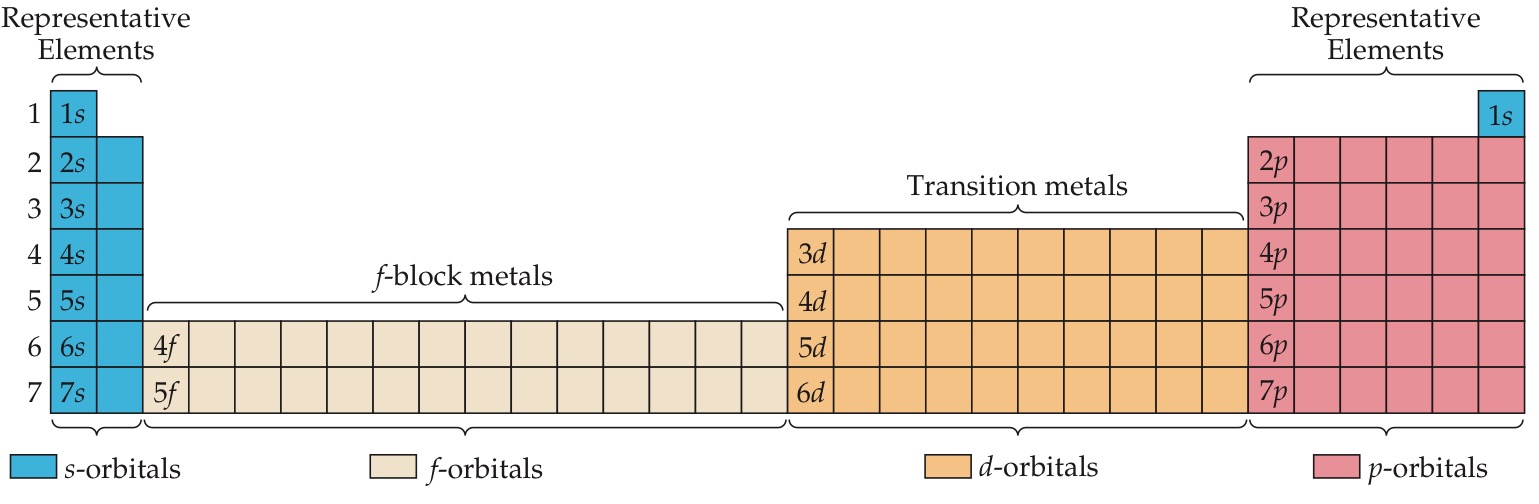 Representative
Elements
Representative
Elements
1 1s 1s
2 2s 2p
3 3s Transition metals 3p
4 4s 3d 4p
f-block metals
5 5s 4d 5p
6 6s 4f 5d 6p
7 7s 5f 6d 7p
s-orbitals f-orbitals d-orbitals p-orbitals